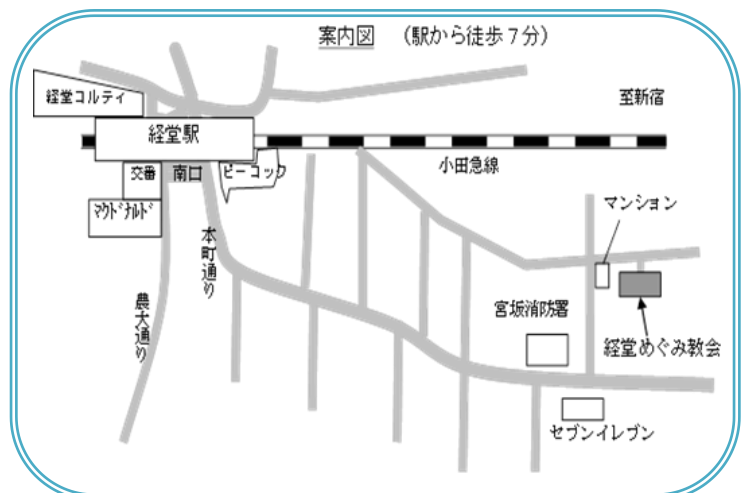 案内図 (駅から徒歩7分)
経堂コルティ
至新宿
経堂駅
小田急線
交番
南口
ピーコック
マクドナルド
マンション
本町通り
農大通り
宮坂消防署
経堂めぐみ教会
セブンイレブン